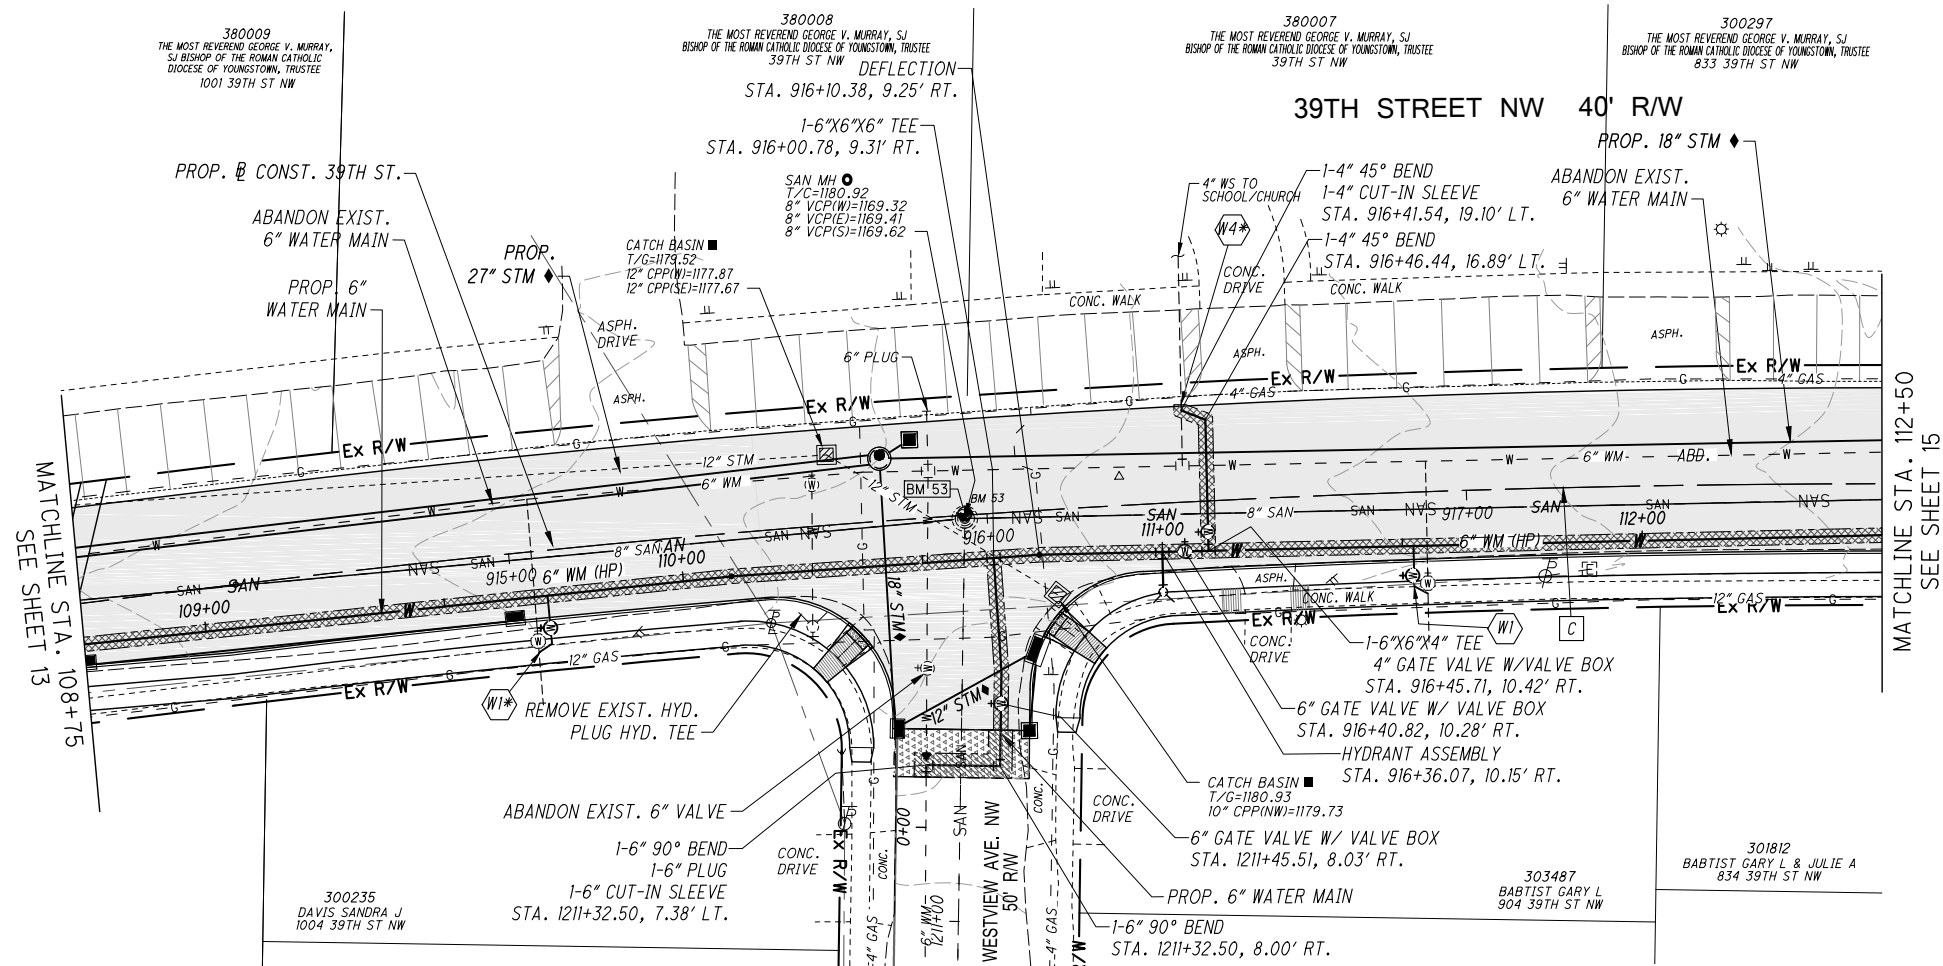 380009
THE MOST REVEREND GEORGE V. MURRAY,
SJ BISHOP OF THE ROMAN CATHOLIC
DIOCESE OF YOUNGSTOWN, TRUSTEE
1001 39TH ST NW
380008
THE MOST REVEREND GEORGE V. MURRAY, SJ
BISHOP OF THE ROMAN CATHOLIC DIOCESE OF YOUNGSTOWN, TRUSTEE
39TH ST NW
380007
THE MOST REVEREND GEORGE V. MURRAY, SJ
BISHOP OF THE ROMAN CATHOLIC DIOCESE OF YOUNGSTOWN, TRUSTEE
39TH ST NW
300297
THE MOST REVEREND GEORGE V. MURRAY, SJ
BISHOP OF THE ROMAN CATHOLIC DIOCESE OF YOUNGSTOWN, TRUSTEE
833 39TH ST NW
DEFLECTION
STA. 916+10.38, 9.25' RT.
39TH STREET NW 40' R/W
1-6"X6"X6" TEE
STA. 916+00.78, 9.31' RT.
PROP. 18" STM ♦
PROP. ⅊ CONST. 39TH ST.
SAN MH
T/C=1180.92
8" VCP(W)=1169.32
8" VCP(E)=1169.41
8" VCP(S)=1169.62
4" WS TO
SCHOOL/CHURCH
W4*
1-4" 45° BEND
1-4" CUT-IN SLEEVE
STA. 916+41.54, 19.10' LT.
1-4" 45° BEND
STA. 916+46.44, 16.89' LT.
ABANDON EXIST.
6" WATER MAIN
ABANDON EXIST.
6" WATER MAIN
PROP.
27" STM ♦
CATCH BASIN ■
T/G=1179.52
12" CPP(W)=1177.87
12" CPP(SE)=1177.67
PROP. 6"
WATER MAIN
CONC.
DRIVE
CONC. WALK
CONC. WALK
ASPH.
DRIVE
ASPH.
6" PLUG
ASPH.
ASPH.
Ex R/W
Ex R/W
Ex R/W
Ex R/W
4" GAS
4" GAS
G
G
G
G
G
G
G
MATCHLINE STA. 108+75
SEE SHEET 13
MATCHLINE STA. 112+50
SEE SHEET 15
12" STM
6" WM
W
W
W
W
W
W
W
6" WM
ABD.
12" STM
BM 53
BM 53
SAN
SAN
109+00
SAN
SAN
915+00
8" SAN
SAN
110+00
6" WM (HP)
SAN
SAN
SAN
916+00
SAN
SAN
SAN
111+00
8" SAN
SAN
SAN
917+00
SAN
112+00
SAN
6" WM (HP)
W
W
W
18" STM♦
12" STM♦
ASPH.
CONC. WALK
12" GAS
12" GAS
Ex R/W
Ex R/W
Ex R/W
CONC.
DRIVE
W1
C
E
W1*
REMOVE EXIST. HYD.
PLUG HYD. TEE
1-6"X6"X4" TEE
4" GATE VALVE W/VALVE BOX
STA. 916+45.71, 10.42' RT.
6" GATE VALVE W/ VALVE BOX
STA. 916+40.82, 10.28' RT.
HYDRANT ASSEMBLY
STA. 916+36.07, 10.15' RT.
CATCH BASIN ■
T/G=1180.93
10" CPP(NW)=1179.73
ABANDON EXIST. 6" VALVE
1-6" 90° BEND
1-6" PLUG
1-6" CUT-IN SLEEVE
STA. 1211+32.50, 7.38' LT.
CONC.
DRIVE
CONC.
DRIVE
CONC.
CONC.
Ex R/W
0+00
SAN
SAN
6" WM
1211+00
WESTVIEW AVE. NW
50' R/W
4" GAS
4" GAS
6" GATE VALVE W/ VALVE BOX
STA. 1211+45.51, 8.03' RT.
PROP. 6" WATER MAIN
1-6" 90° BEND
STA. 1211+32.50, 8.00' RT.
300235
DAVIS SANDRA J
1004 39TH ST NW
303487
BABTIST GARY L
904 39TH ST NW
301812
BABTIST GARY L & JULIE A
834 39TH ST NW